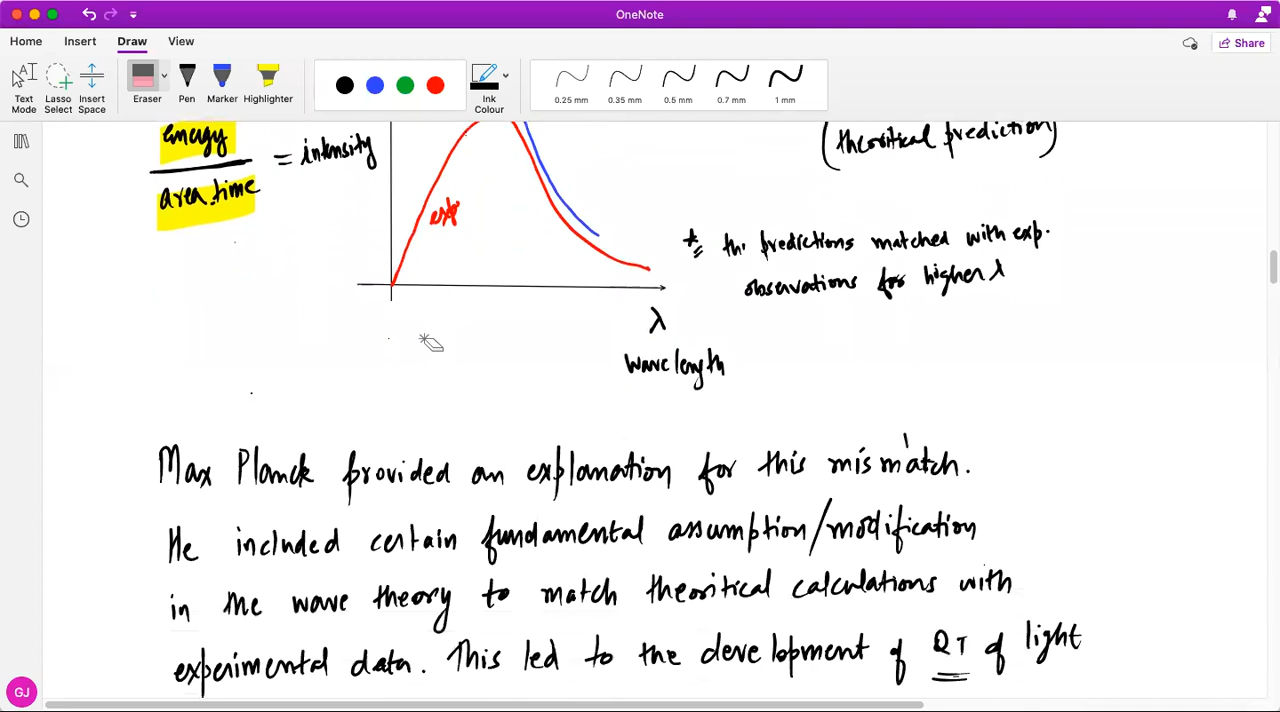 OneNote
Home Insert Draw View
Share
Text Mode
Lasso Select
Insert Space
Eraser
Pen
Marker
Highlighter
Ink Colour
0.25 mm
0.35 mm
0.5 mm
0.7 mm
1 mm
energy
area.time
= intensity
exp
(theoritical prediction)
* the predictions matched with exp.
observations for higher λ
λ
wavelength
Max Planck provided an explanation for this mismatch.
He included certain fundamental assumption/modification
in the wave theory to match theoritical calculations with
experimental data. This led to the development of QT of light
GJ